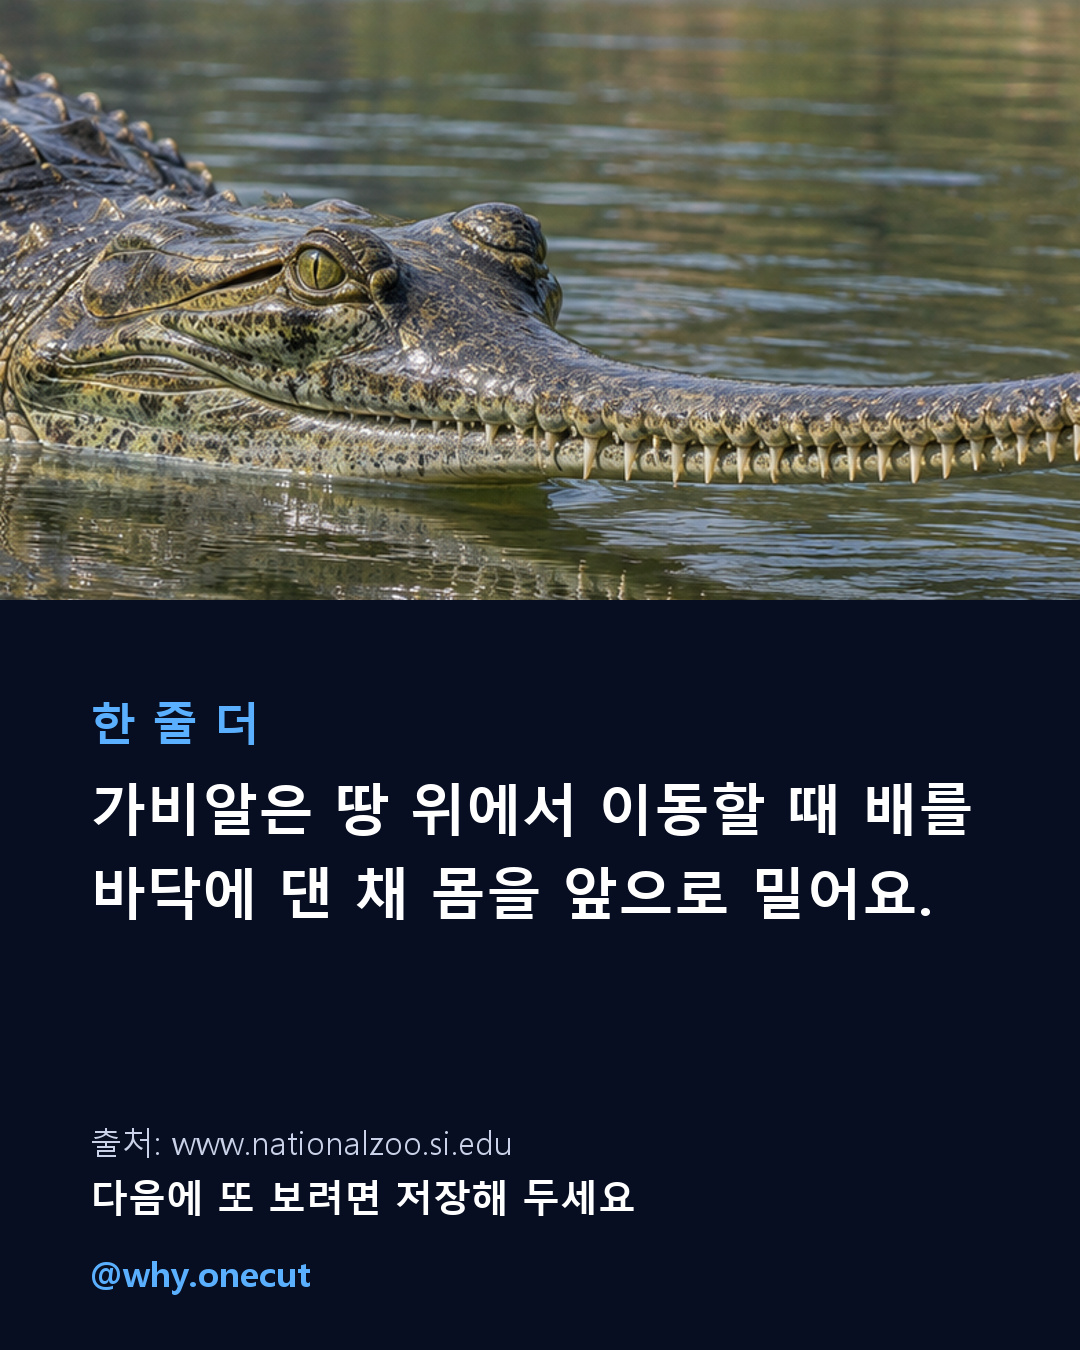 한 줄 더
가비알은 땅 위에서 이동할 때 배를
바닥에 댄 채 몸을 앞으로 밀어요.
출처: www.nationalzoo.si.edu
다음에 또 보려면 저장해 두세요
@why.onecut